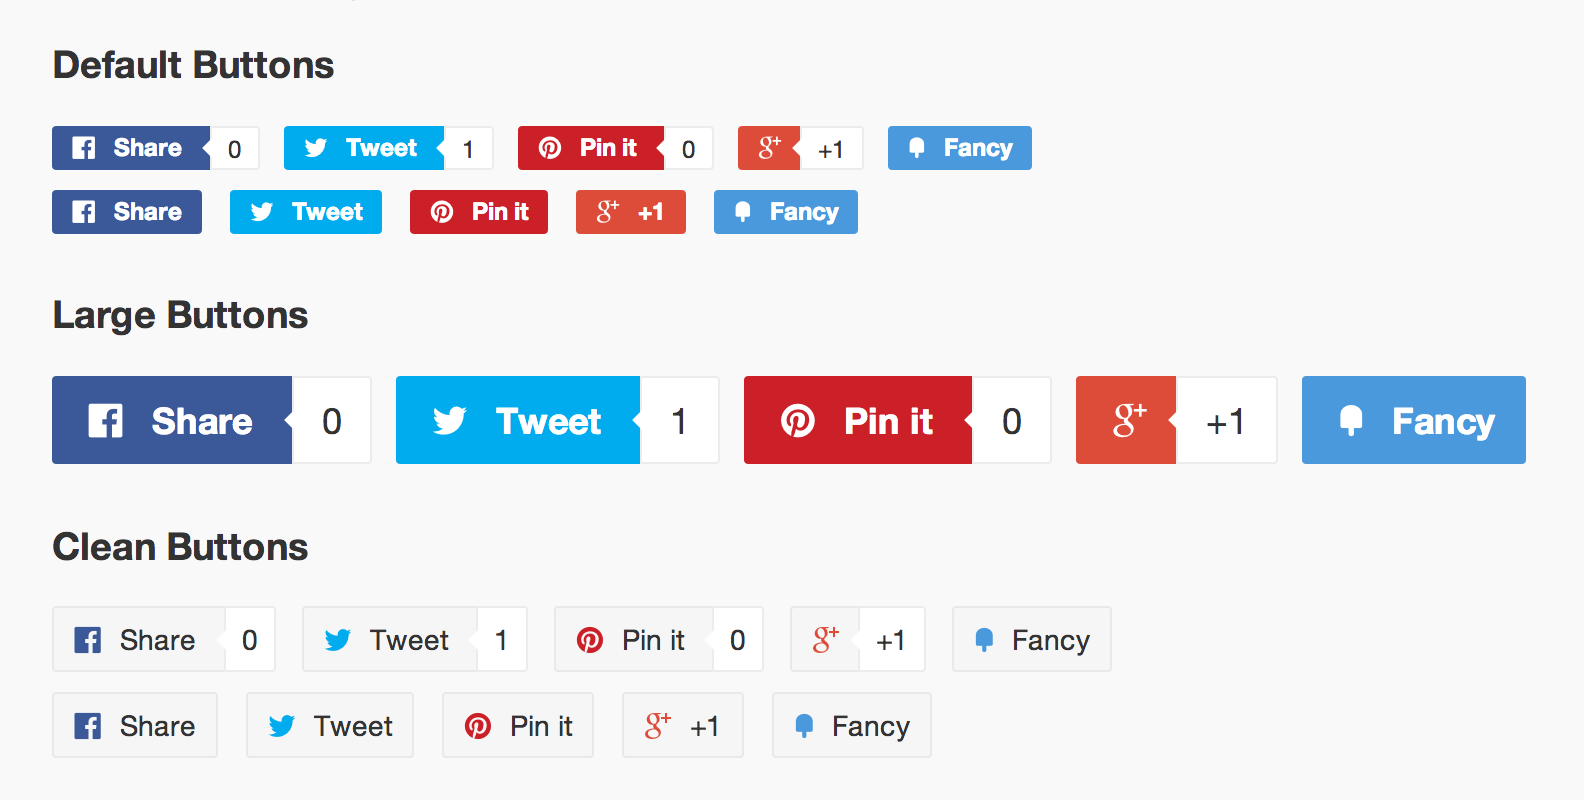 Default Buttons
Share 0 Tweet 1 Pin it 0 g+ +1 Fancy
Share Tweet Pin it g+ +1 Fancy
Large Buttons
Share 0 Tweet 1 Pin it 0 g+ +1 Fancy
Clean Buttons
Share 0 Tweet 1 Pin it 0 g+ +1 Fancy
Share Tweet Pin it g+ +1 Fancy